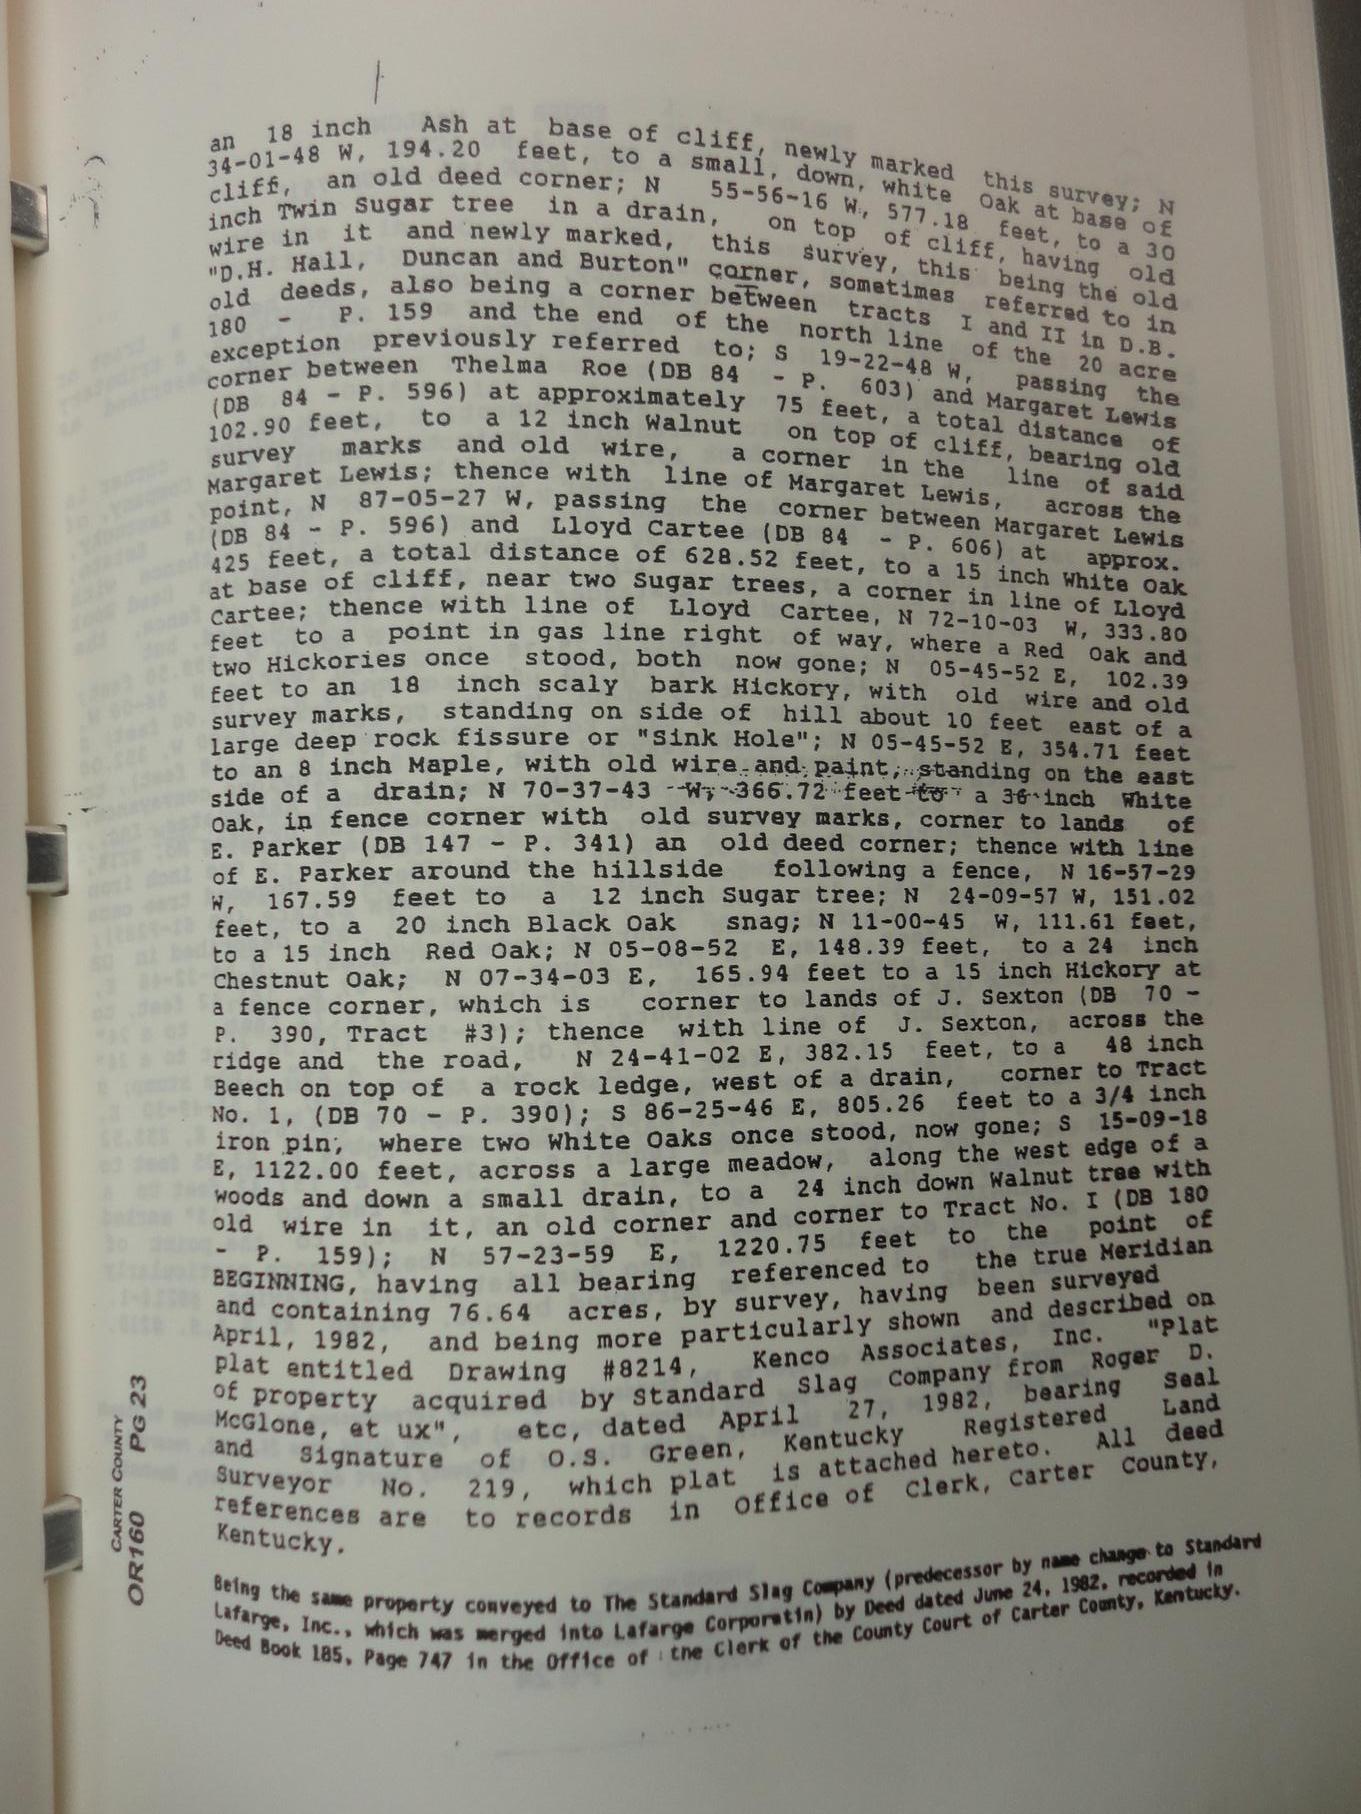 an 18 inch Ash at base of cliff, newly marked this survey; N
34-01-48 W, 194.20 feet, to a small, down, white Oak at base of
cliff, an old deed corner; N 55-56-16 W, 577.18 feet, to a 30
inch Twin Sugar tree in a drain, on top of cliff, having old
wire in it and newly marked, this survey, this being the old
"D.H. Hall, Duncan and Burton" corner, sometimes referred to in
old deeds, also being a corner between tracts I and II in D.B.
180 - P. 159 and the end of the north line of the 20 acre
exception previously referred to; S 19-22-48 W, passing the
corner between Thelma Roe (DB 84 - P. 603) and Margaret Lewis
(DB 84 - P. 596) at approximately 75 feet, a total distance of
102.90 feet, to a 12 inch Walnut on top of cliff, bearing old
survey marks and old wire, a corner in the line of said
Margaret Lewis; thence with line of Margaret Lewis, across the
point, N 87-05-27 W, passing the corner between Margaret Lewis
(DB 84 - P. 596) and Lloyd Cartee (DB 84 - P. 606) at approx.
425 feet, a total distance of 628.52 feet, to a 15 inch White Oak
at base of cliff, near two Sugar trees, a corner in line of Lloyd
Cartee; thence with line of Lloyd Cartee, N 72-10-03 W, 333.80
feet to a point in gas line right of way, where a Red Oak and
two Hickories once stood, both now gone; N 05-45-52 E, 102.39
feet to an 18 inch scaly bark Hickory, with old wire and old
survey marks, standing on side of hill about 10 feet east of a
large deep rock fissure or "Sink Hole"; N 05-45-52 E, 354.71 feet
to an 8 inch Maple, with old wire and paint, standing on the east
side of a drain; N 70-37-43 W, 366.72 feet to a 36 inch White
Oak, in fence corner with old survey marks, corner to lands of
E. Parker (DB 147 - P. 341) an old deed corner; thence with line
of E. Parker around the hillside following a fence, N 16-57-29
W, 167.59 feet to a 12 inch Sugar tree; N 24-09-57 W, 151.02
feet, to a 20 inch Black Oak snag; N 11-00-45 W, 111.61 feet,
to a 15 inch Red Oak; N 05-08-52 E, 148.39 feet, to a 24 inch
Chestnut Oak; N 07-34-03 E, 165.94 feet to a 15 inch Hickory at
a fence corner, which is corner to lands of J. Sexton (DB 70 -
P. 390, Tract #3); thence with line of J. Sexton, across the
ridge and the road, N 24-41-02 E, 382.15 feet, to a 48 inch
Beech on top of a rock ledge, west of a drain, corner to Tract
No. 1, (DB 70 - P. 390); S 86-25-46 E, 805.26 feet to a 3/4 inch
iron pin, where two White Oaks once stood, now gone; S 15-09-18
E, 1122.00 feet, across a large meadow, along the west edge of a
woods and down a small drain, to a 24 inch down Walnut tree with
old wire in it, an old corner and corner to Tract No. I (DB 180
- P. 159); N 57-23-59 E, 1220.75 feet to the point of
BEGINNING, having all bearing referenced to the true Meridian
and containing 76.64 acres, by survey, having been surveyed
April, 1982, and being more particularly shown and described on
plat entitled Drawing #8214, Kenco Associates, Inc. "Plat
of property acquired by Standard Slag Company from Roger D.
McGlone, et ux", etc, dated April 27, 1982, bearing Seal
and Signature of O.S. Green, Kentucky Registered Land
Surveyor No. 219, which plat is attached hereto. All deed
references are to records in Office of Clerk, Carter County,
Kentucky.
Being the same property conveyed to The Standard Slag Company (predecessor by name change to Standard
Lafarge, Inc., which was merged into Lafarge Corporatin) by Deed dated June 24, 1982, recorded in
Deed Book 185, Page 747 in the Office of the Clerk of the County Court of Carter County, Kentucky.
CARTER COUNTY
OR160 PG 23